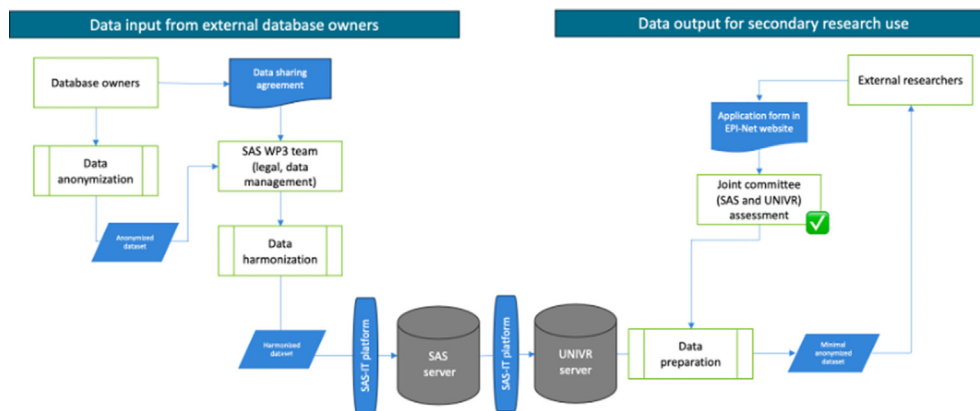 Data input from external database owners
Database owners
Data sharing
agreement
Data
anonymization
SAS WP3 team
(legal, data
management)
Anonymized
dataset
Data
harmonization
Harmonized
dataset
SAS-IT platform
SAS
server
SAS-IT platform
UNIVR
server
Data output for secondary research use
External researchers
Application form in
EPI-Net website
Joint committee
(SAS and UNIVR)
assessment
Data
preparation
Minimal
anonymized
dataset